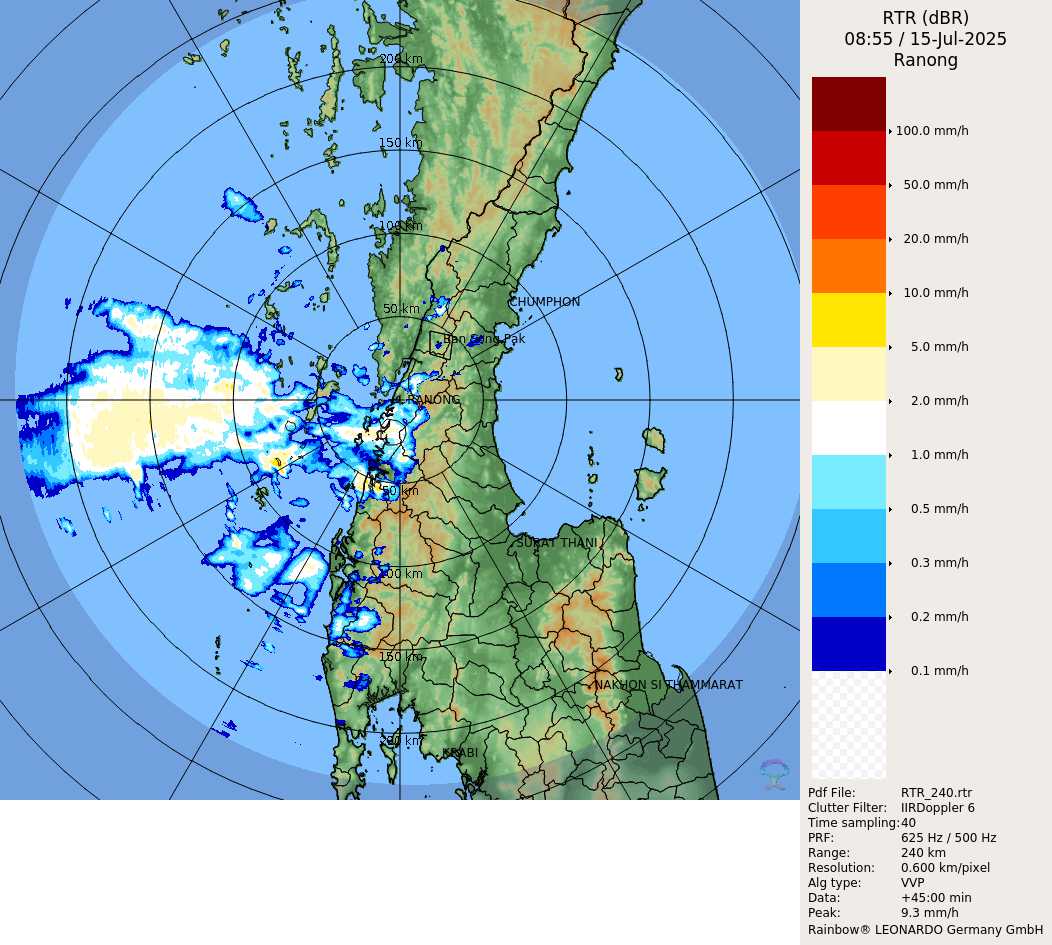 RTR (dBR)
08:55 / 15-Jul-2025
Ranong
100.0 mm/h
50.0 mm/h
20.0 mm/h
10.0 mm/h
5.0 mm/h
2.0 mm/h
1.0 mm/h
0.5 mm/h
0.3 mm/h
0.2 mm/h
0.1 mm/h
200 km
150 km
100 km
50 km
CHUMPHON
Ban Pak
RANONG
50 km
SURAT THANI
100 km
150 km
NAKHON SI THAMMARAT
200 km
KRABI
Pdf File: RTR_240.rtr
Clutter Filter: IIRDoppler 6
Time sampling: 40
PRF: 625 Hz / 500 Hz
Range: 240 km
Resolution: 0.600 km/pixel
Alg type: VVP
Data: +45:00 min
Peak: 9.3 mm/h
Rainbow® LEONARDO Germany GmbH